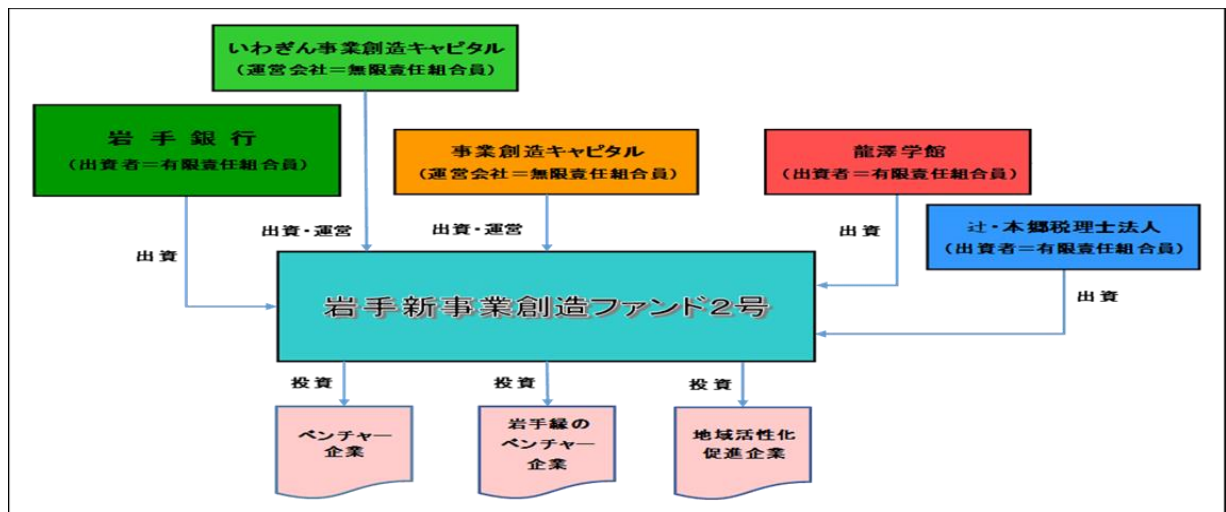 いわぎん事業創造キャピタル
（運営会社＝無限責任組合員）
岩手銀行
（出資者＝有限責任組合員）
事業創造キャピタル
（運営会社＝無限責任組合員）
龍澤学館
（出資者＝有限責任組合員）
辻・本郷税理士法人
（出資者＝有限責任組合員）
出資
出資・運営
出資・運営
出資
出資
岩手新事業創造ファンド２号
投資
投資
投資
ベンチャー
企業
岩手縁の
ベンチャー
企業
地域活性化
促進企業